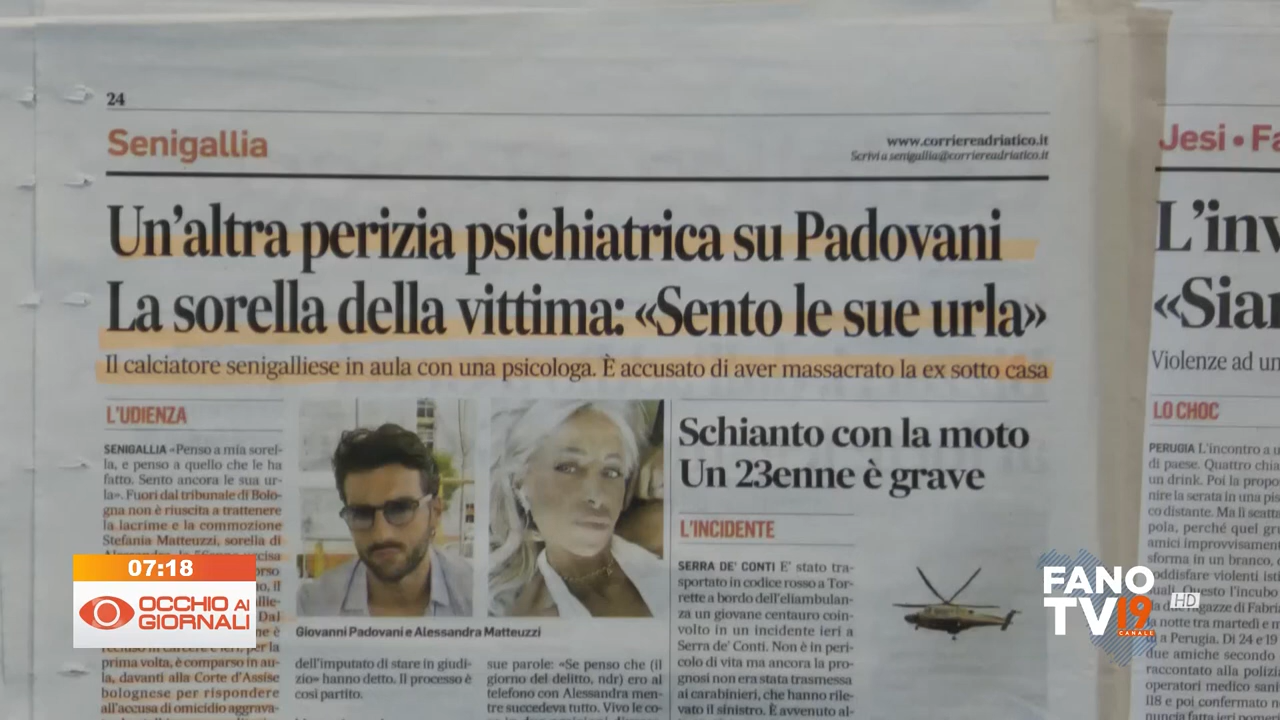 24
Senigallia
www.corriereadriatico.it
Scrivi a senigallia@corriereadriatico.it
Un'altra perizia psichiatrica su Padovani
La sorella della vittima: «Sento le sue urla»
Il calciatore senigalliese in aula con una psicologa. È accusato di aver massacrato la ex sotto casa
L'UDIENZA
SENIGALLIA «Penso a mia sorel-
la, e penso a quello che le ha
fatto. Sento ancora le sue ur-
la». Fuori dal tribunale di Bolo-
gna non è riuscita a trattenere
la lacrime e la commozione
Stefania Matteuzzi, sorella di
prima volta, è comparso in au-
la, davanti alla Corte d'Assise
bolognese per rispondere
all'accusa di omicidio aggrava-
Giovanni Padovani e Alessandra Matteuzzi
dell'imputato di stare in giudi-
zio» hanno detto. Il processo è
così partito.
sue parole: «Se penso che (il
giorno del delitto, ndr) ero al
telefono con Alessandra men-
tre succedeva tutto. Vivo le co-
Schianto con la moto
Un 23enne è grave
L'INCIDENTE
SERRA DE' CONTI E' stato tra-
sportato in codice rosso a Tor-
rette a bordo dell'eliambulan-
za un giovane centauro coin-
volto in un incidente ieri a
Serra de' Conti. Non è in peri-
colo di vita ma ancora la pro-
gnosi non era stata trasmessa
ai carabinieri, che hanno rile-
vato il sinistro. È avvenuto al-
Jesi • Fa
L'inv
«Siar
Violenze ad un
LO CHOC
PERUGIA L'incontro a u
di paese. Quattro chia
un drink. Poi la propo
nire la serata in una pis
co distante. Ma lì scatta
pola, perché quel gru
amici improvvisamen
sforma in un branco, d
soddisfare violenti ist
uali. Questo l'incubo
ragazze di Fabri
la notte tra martedì e m
a Perugia. Di 24 e 19
due amiche secondo
raccontato alla polizi
operatori medico sani
118 e poi confermato n
07:18
OCCHIO AI
GIORNALI
FANO
TV19
CANALE
HD